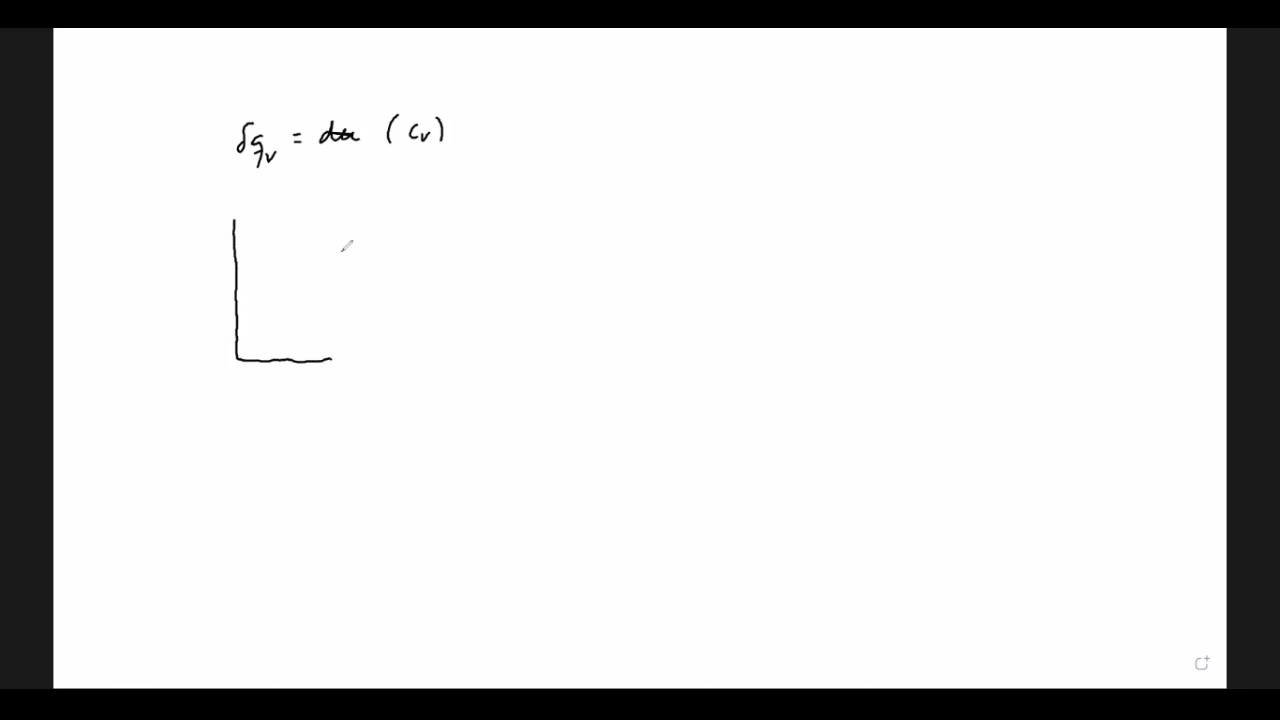 δq_v = du (C_v)